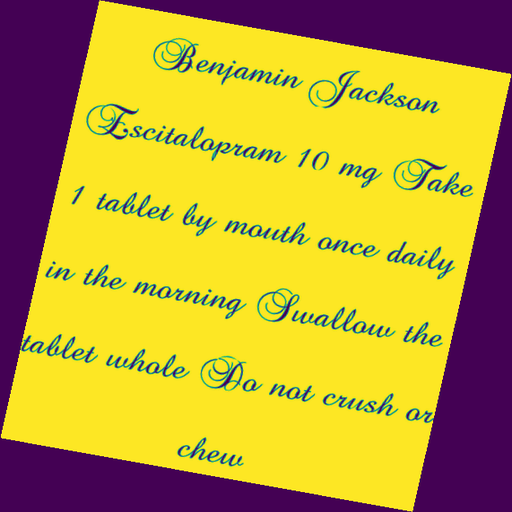 Benjamin Jackson
Escitalopram 10 mg Take
1 tablet by mouth once daily
in the morning Swallow the
tablet whole Do not crush or
chew